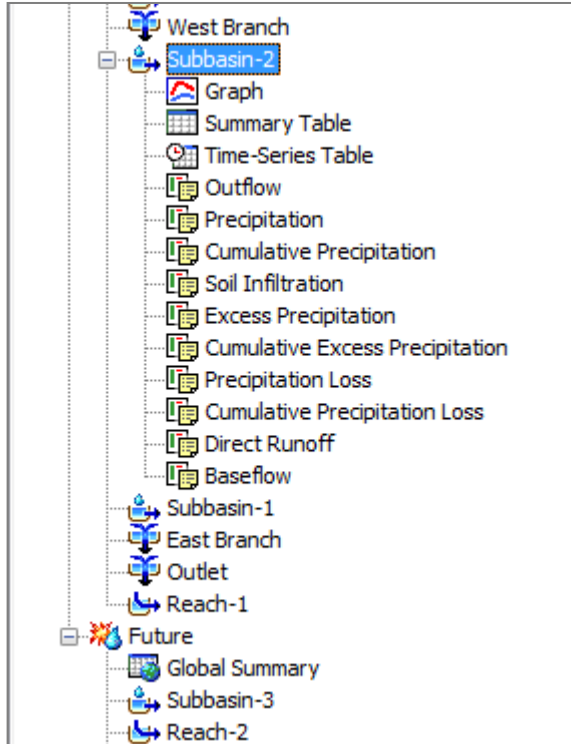 West Branch
Subbasin-2
Graph
Summary Table
Time-Series Table
Outflow
Precipitation
Cumulative Precipitation
Soil Infiltration
Excess Precipitation
Cumulative Excess Precipitation
Precipitation Loss
Cumulative Precipitation Loss
Direct Runoff
Baseflow
Subbasin-1
East Branch
Outlet
Reach-1
Future
Global Summary
Subbasin-3
Reach-2